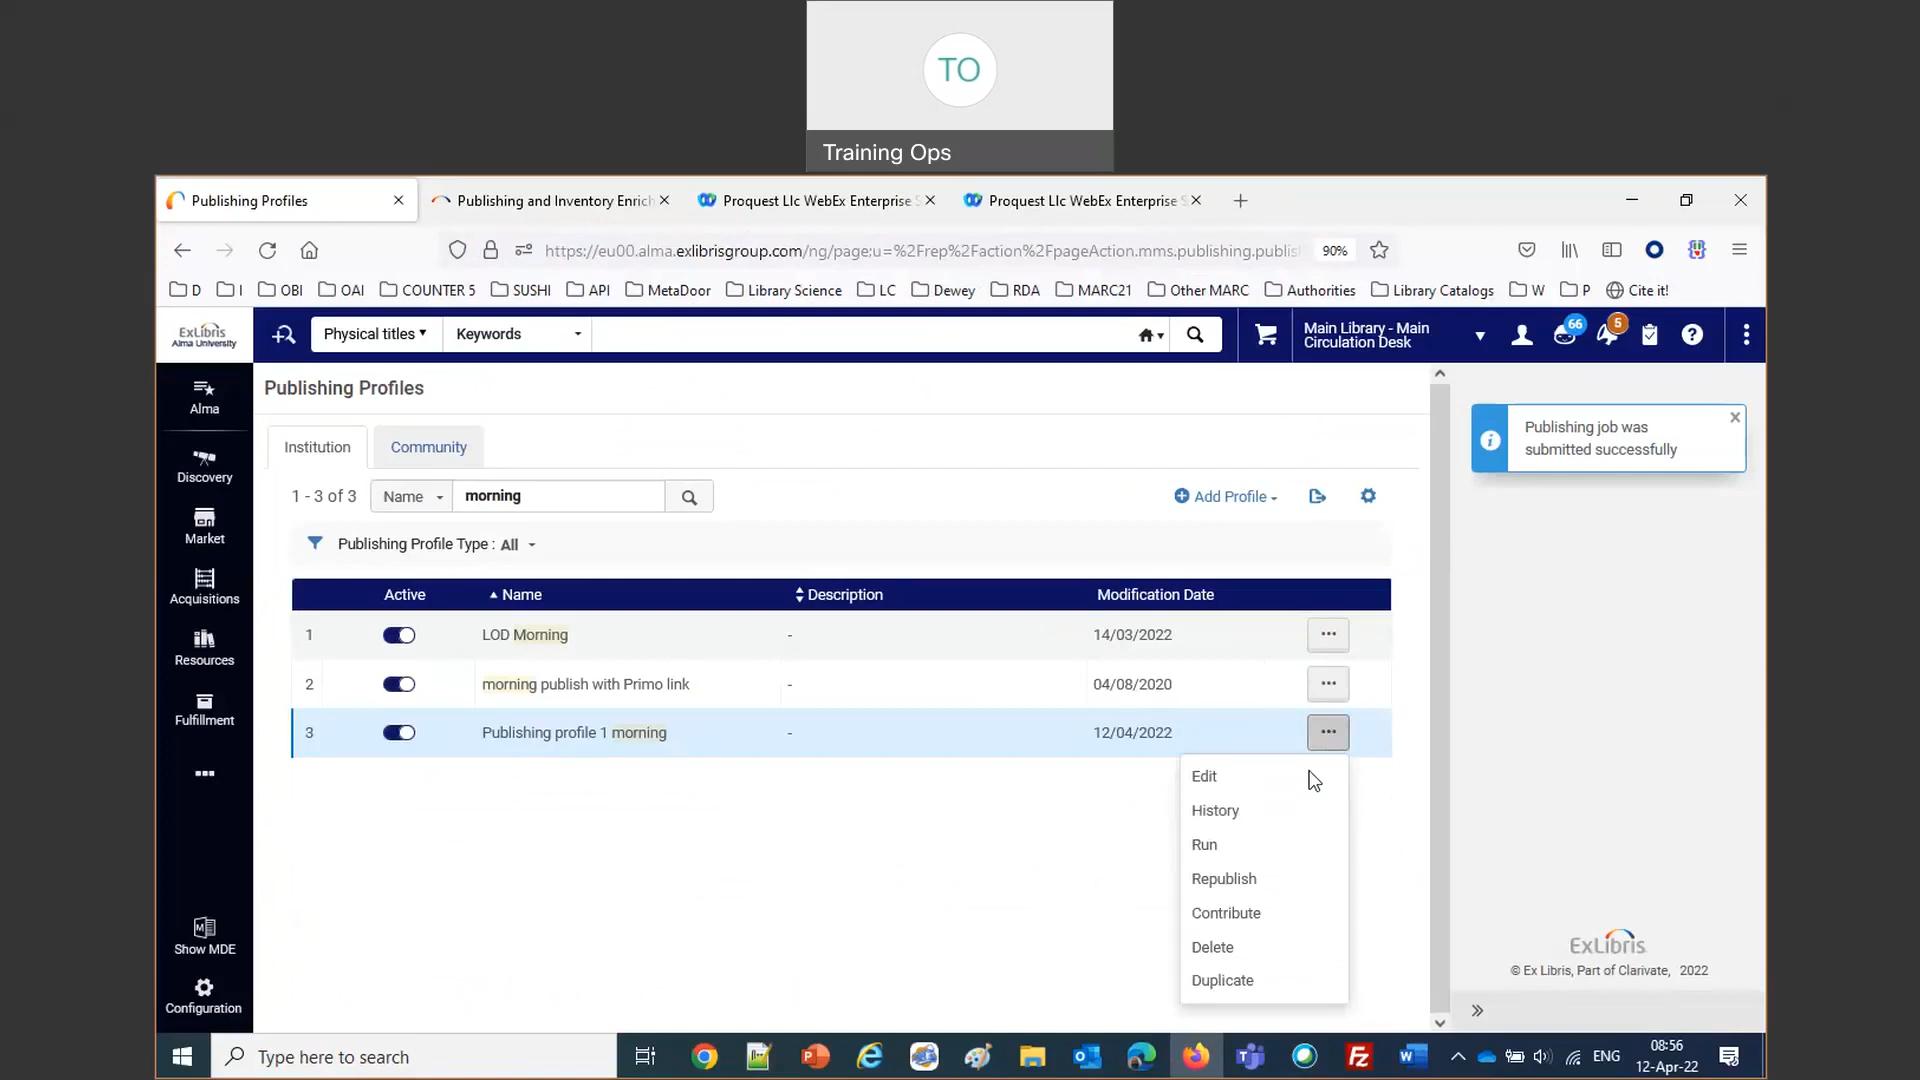 TO
Training Ops
Publishing Profiles
Publishing and Inventory Enrich
Proquest Llc WebEx Enterprise S
Proquest Llc WebEx Enterprise S
https://eu00.alma.exlibrisgroup.com/ng/page;u=%2Frep%2Faction%2FpageAction.mms.publishing.publis
90%
D
I
OBI
OAI
COUNTER 5
SUSHI
API
MetaDoor
Library Science
LC
Dewey
RDA
MARC21
Other MARC
Authorities
Library Catalogs
W
P
Cite it!
ExLibris
Alma University
Physical titles
Keywords
Main Library - Main
Circulation Desk
66
5
Alma
Discovery
Market
Acquisitions
Resources
Fulfillment
Show MDE
Configuration
Publishing Profiles
Institution
Community
1 - 3 of 3
Name
morning
Add Profile
Publishing Profile Type : All
Active
Name
Description
Modification Date
1
LOD Morning
-
14/03/2022
...
2
morning publish with Primo link
-
04/08/2020
...
3
Publishing profile 1 morning
-
12/04/2022
...
Edit
History
Run
Republish
Contribute
Delete
Duplicate
Publishing job was
submitted successfully
ExLibris
© Ex Libris, Part of Clarivate, 2022
Type here to search
ENG
08:56
12-Apr-22